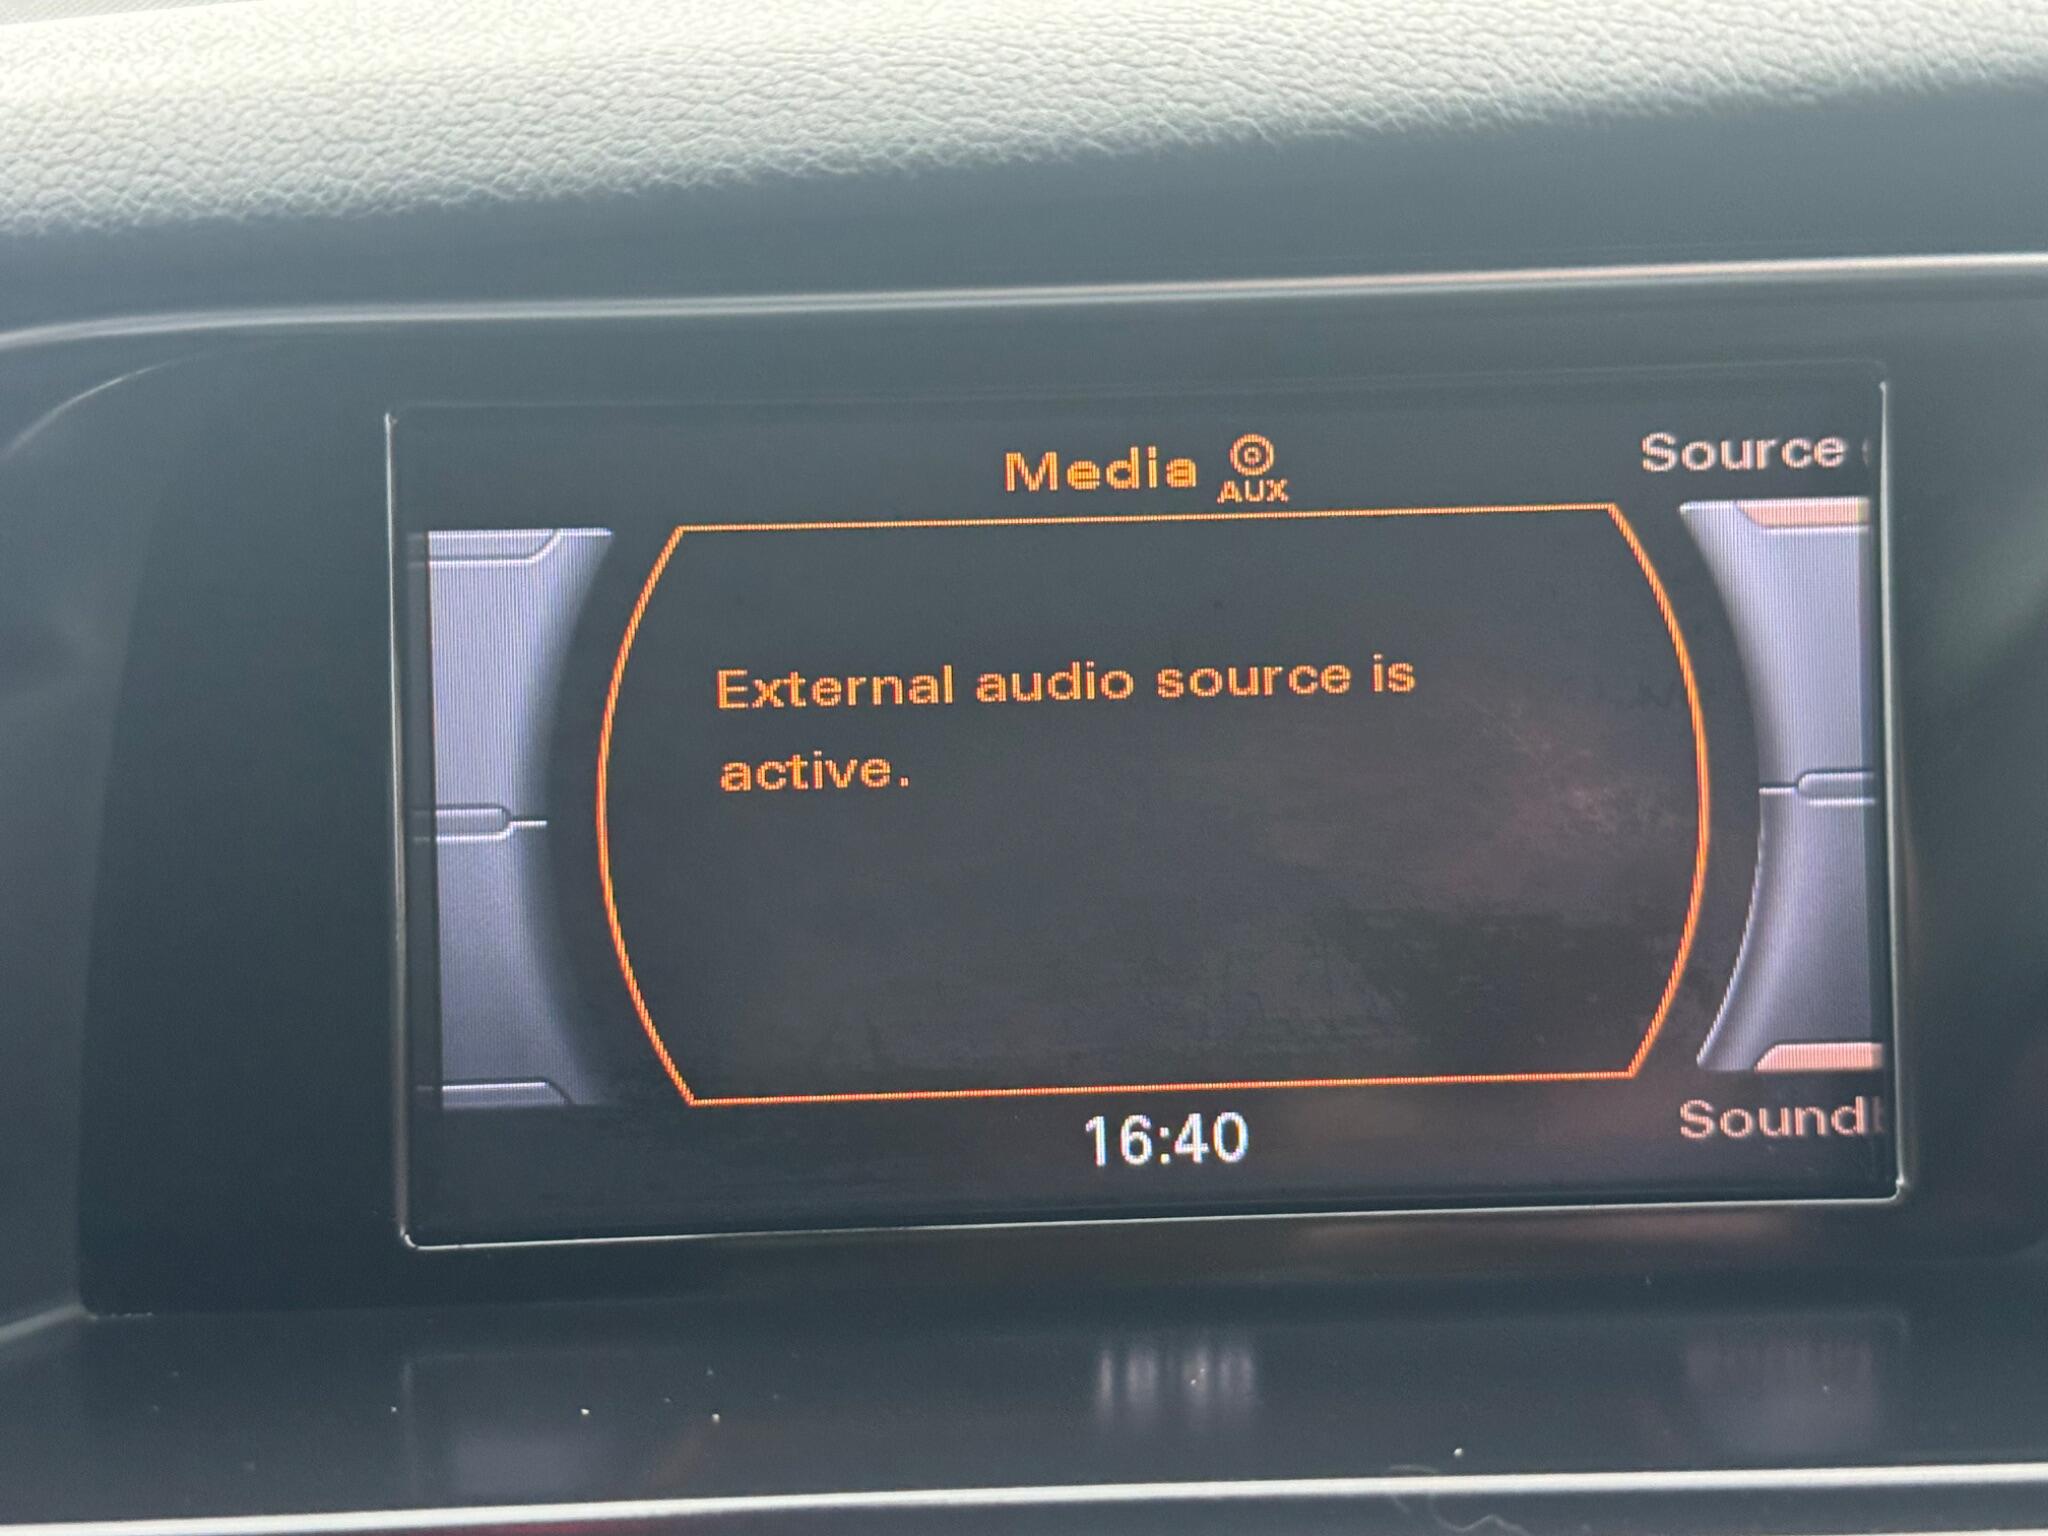 Media AUX
Source
External audio source is
active.
16:40